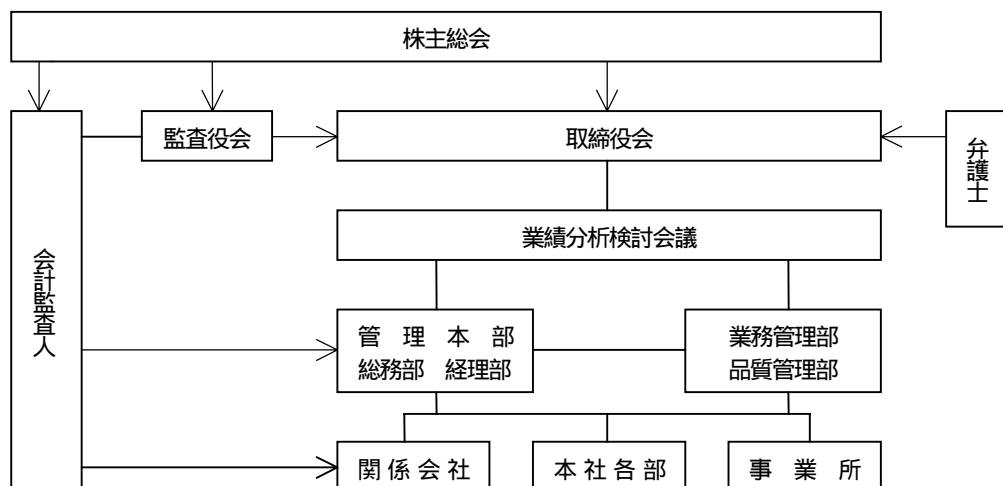 株主総会
監査役会
取締役会
弁護士
業績分析検討会議
会計監査人
管 理 本 部
総務部 経理部
業務管理部
品質管理部
関係会社
本社各部
事 業 所